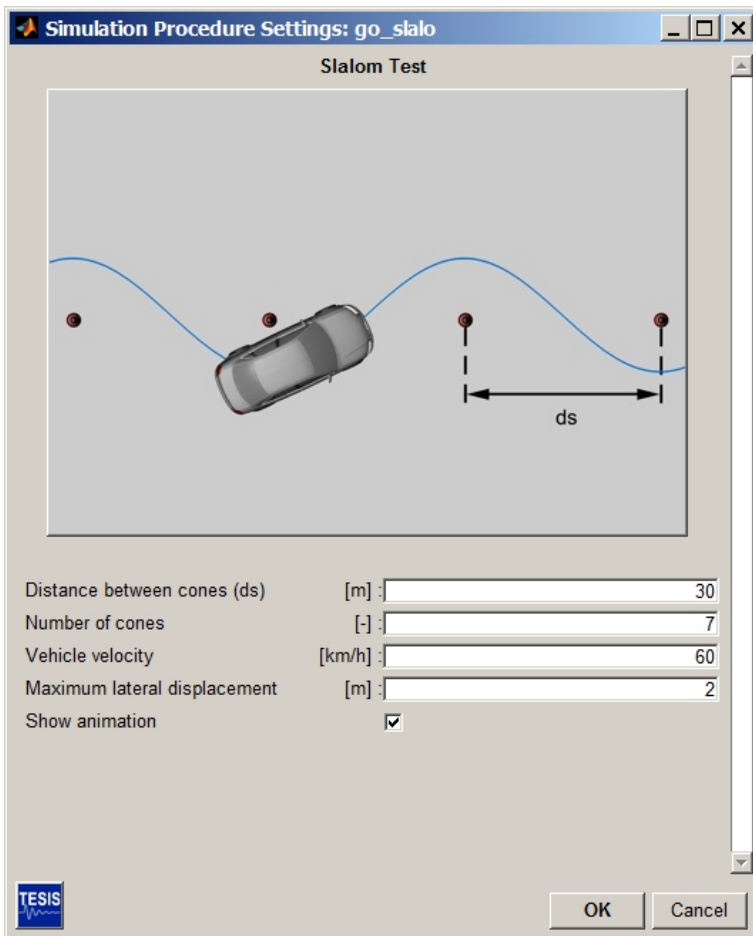 Simulation Procedure Settings: go_slalo
Slalom Test
ds
Distance between cones (ds) [m] : 30
Number of cones [-] : 7
Vehicle velocity [km/h] : 60
Maximum lateral displacement [m] : 2
Show animation
TESIS
OK Cancel